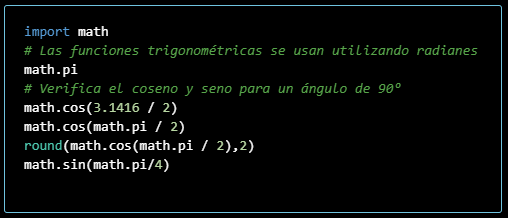 import math
# Las funciones trigonométricas se usan utilizando radianes
math.pi
# Verifica el coseno y seno para un ángulo de 90º
math.cos(3.1416 / 2)
math.cos(math.pi / 2)
round(math.cos(math.pi / 2),2)
math.sin(math.pi/4)